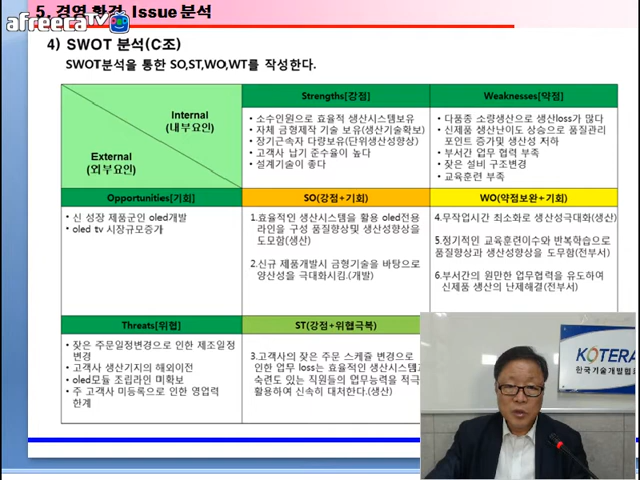 5. 경영 환경 Issue 분석
afreecaTV
4) SWOT 분석(C조)
SWOT분석을 통한 SO,ST,WO,WT를 작성한다.
Internal
(내부요인)
External
(외부요인)
Strengths[강점]
◦ 소수인원으로 효율적 생산시스템보유
◦ 자체 금형제작 기술 보유(생산기술확보)
◦ 장기근속자 다량보유(단위생산성향상)
◦ 고객사 납기 준수율이 높다
◦ 설계기술이 좋다
Weaknesses[약점]
◦ 다품종 소량생산으로 생산loss가 많다
◦ 신제품 생산난이도 상승으로 품질관리
포인트 증가및 생산성 저하
◦ 부서간 업무 협력 부족
◦ 잦은 설비 구조변경
◦ 교육훈련 부족
Opportunities[기회]
◦ 신 성장 제품군인 oled개발
◦ oled tv 시장규모증가
SO(강점+기회)
1.효율적인 생산시스템을 활용 oled전용
라인을 구성 품질향상및 생산성향상을
도모함(생산)
2.신규 제품개발시 금형기술을 바탕으로
양산성을 극대화시킴.(개발)
WO(약점보완+기회)
4.무작업시간 최소화로 생산성극대화(생산)
5.정기적인 교육훈련이수와 반복학습으로
품질향상과 생산성향상을 도무함(전부서)
6.부서간의 원만한 업무협력을 유도하여
신제품 생산의 난제해결(전부서)
Threats[위협]
◦ 잦은 주문일정변경으로 인한 제조일정
변경
◦ 고객사 생산기지의 해외이전
◦ oled모듈 조립라인 미확보
◦ 주 고객사 미등록으로 인한 영업력
한계
ST(강점+위협극복)
3.고객사의 잦은 주문 스케쥴 변경으로
인한 업무 loss는 효율적인 생산시스템과
숙련도 있는 직원들의 업무능력을 적극
활용하여 신속히 대처한다.(생산)
KOTERA
한국기술개발협회